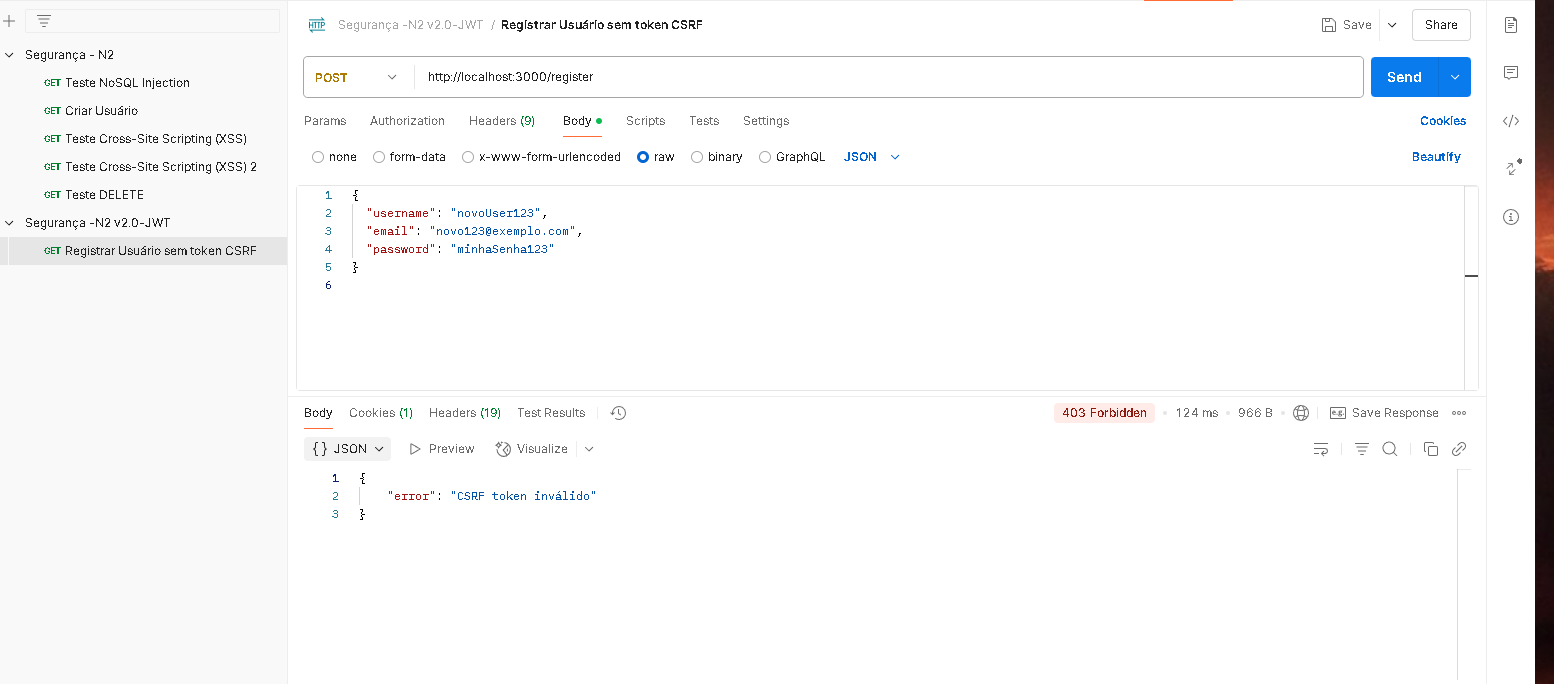 HTTP Segurança -N2 v2.0-JWT / Registrar Usuário sem token CSRF Save Share
Segurança - N2
GET Teste NoSQL Injection
GET Criar Usuário
GET Teste Cross-Site Scripting (XSS)
GET Teste Cross-Site Scripting (XSS) 2
GET Teste DELETE
Segurança -N2 v2.0-JWT
GET Registrar Usuário sem token CSRF
POST http://localhost:3000/register Send
Params Authorization Headers (9) Body Scripts Tests Settings Cookies
none form-data x-www-form-urlencoded raw binary GraphQL JSON Beautify
1 {
2 "username": "novoUser123",
3 "email": "novo123@exemplo.com",
4 "password": "minhaSenha123"
5 }
6
Body Cookies (1) Headers (19) Test Results 403 Forbidden • 124 ms • 966 B • e.g. Save Response
{} JSON Preview Visualize
1 {
2 "error": "CSRF token inválido"
3 }